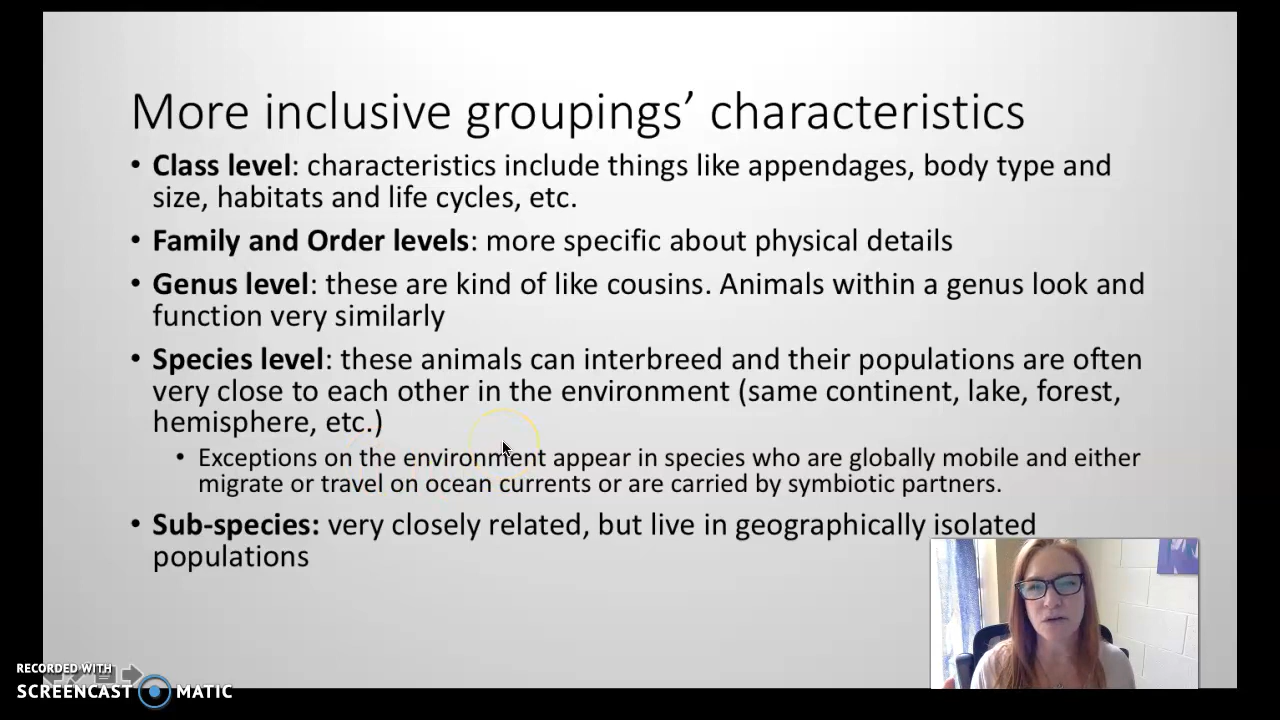 More inclusive groupings’ characteristics
• Class level: characteristics include things like appendages, body type and
size, habitats and life cycles, etc.
• Family and Order levels: more specific about physical details
• Genus level: these are kind of like cousins. Animals within a genus look and
function very similarly
• Species level: these animals can interbreed and their populations are often
very close to each other in the environment (same continent, lake, forest,
hemisphere, etc.)
• Exceptions on the environment appear in species who are globally mobile and either
migrate or travel on ocean currents or are carried by symbiotic partners.
• Sub-species: very closely related, but live in geographically isolated
populations
RECORDED WITH
SCREENCAST MATIC